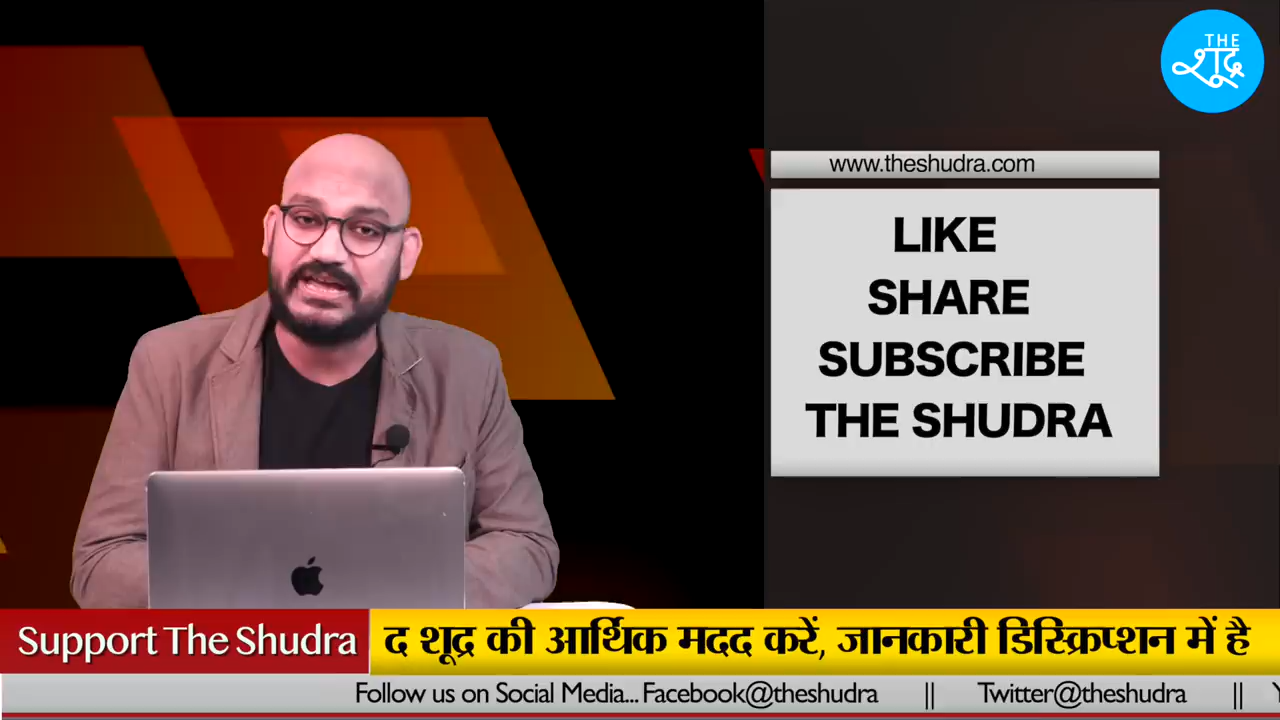 THE
शूद्र
www.theshudra.com
LIKE
SHARE
SUBSCRIBE
THE SHUDRA
Support The Shudra
द शूद्र की आर्थिक मदद करें, जानकारी डिस्क्रिप्शन में है
Follow us on Social Media... Facebook@theshudra || Twitter@theshudra ||